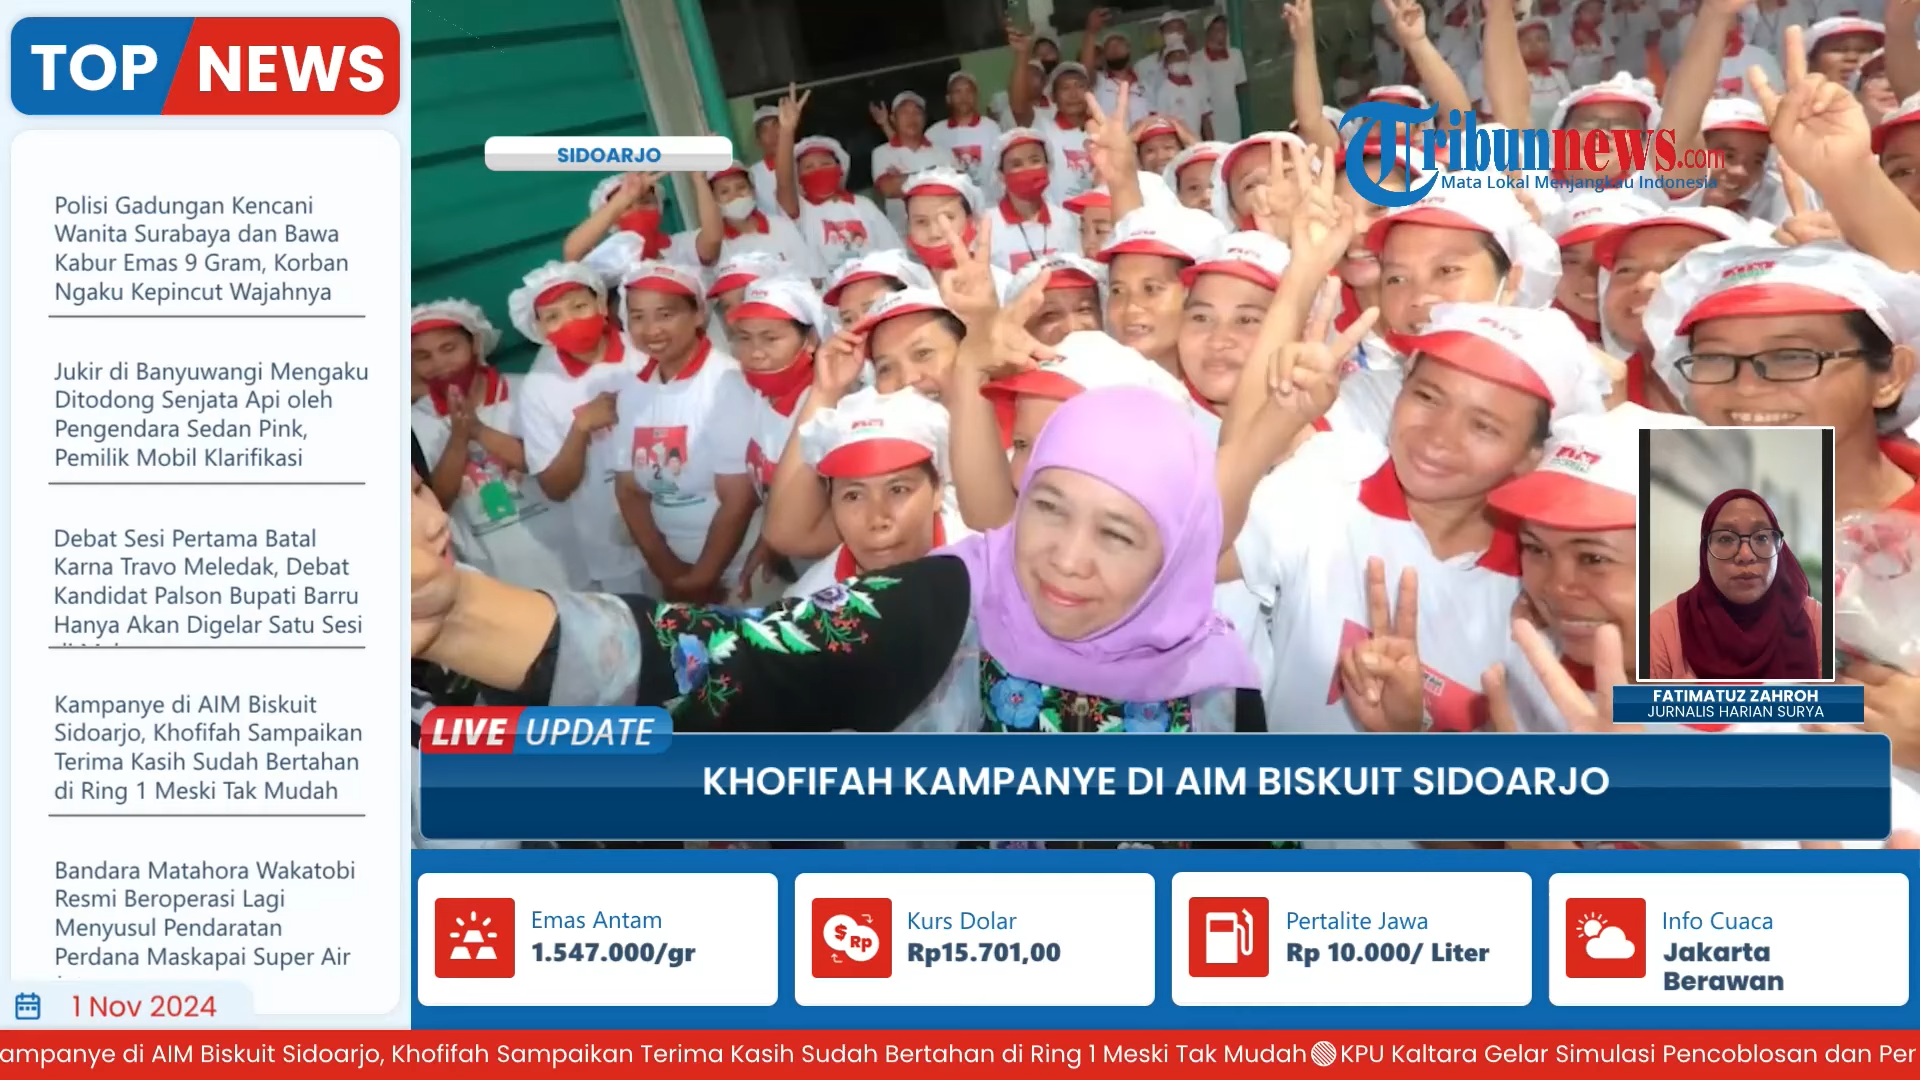 TOP NEWS
Polisi Gadungan Kencani
Wanita Surabaya dan Bawa
Kabur Emas 9 Gram, Korban
Ngaku Kepincut Wajahnya
Jukir di Banyuwangi Mengaku
Ditodong Senjata Api oleh
Pengendara Sedan Pink,
Pemilik Mobil Klarifikasi
Debat Sesi Pertama Batal
Karna Travo Meledak, Debat
Kandidat Palson Bupati Barru
Hanya Akan Digelar Satu Sesi
Kampanye di AIM Biskuit
Sidoarjo, Khofifah Sampaikan
Terima Kasih Sudah Bertahan
di Ring 1 Meski Tak Mudah
Bandara Matahora Wakatobi
Resmi Beroperasi Lagi
Menyusul Pendaratan
Perdana Maskapai Super Air
1 Nov 2024
SIDOARJO
Tribunnews.com
Mata Lokal Menjangkau Indonesia
2
FATIMATUZ ZAHROH
JURNALIS HARIAN SURYA
LIVE UPDATE
KHOFIFAH KAMPANYE DI AIM BISKUIT SIDOARJO
Emas Antam
1.547.000/gr
$ Rp
Kurs Dolar
Rp15.701,00
Pertalite Jawa
Rp 10.000/ Liter
Info Cuaca
Jakarta
Berawan
ampanye di AIM Biskuit Sidoarjo, Khofifah Sampaikan Terima Kasih Sudah Bertahan di Ring 1 Meski Tak Mudah KPU Kaltara Gelar Simulasi Pencoblosan dan Per